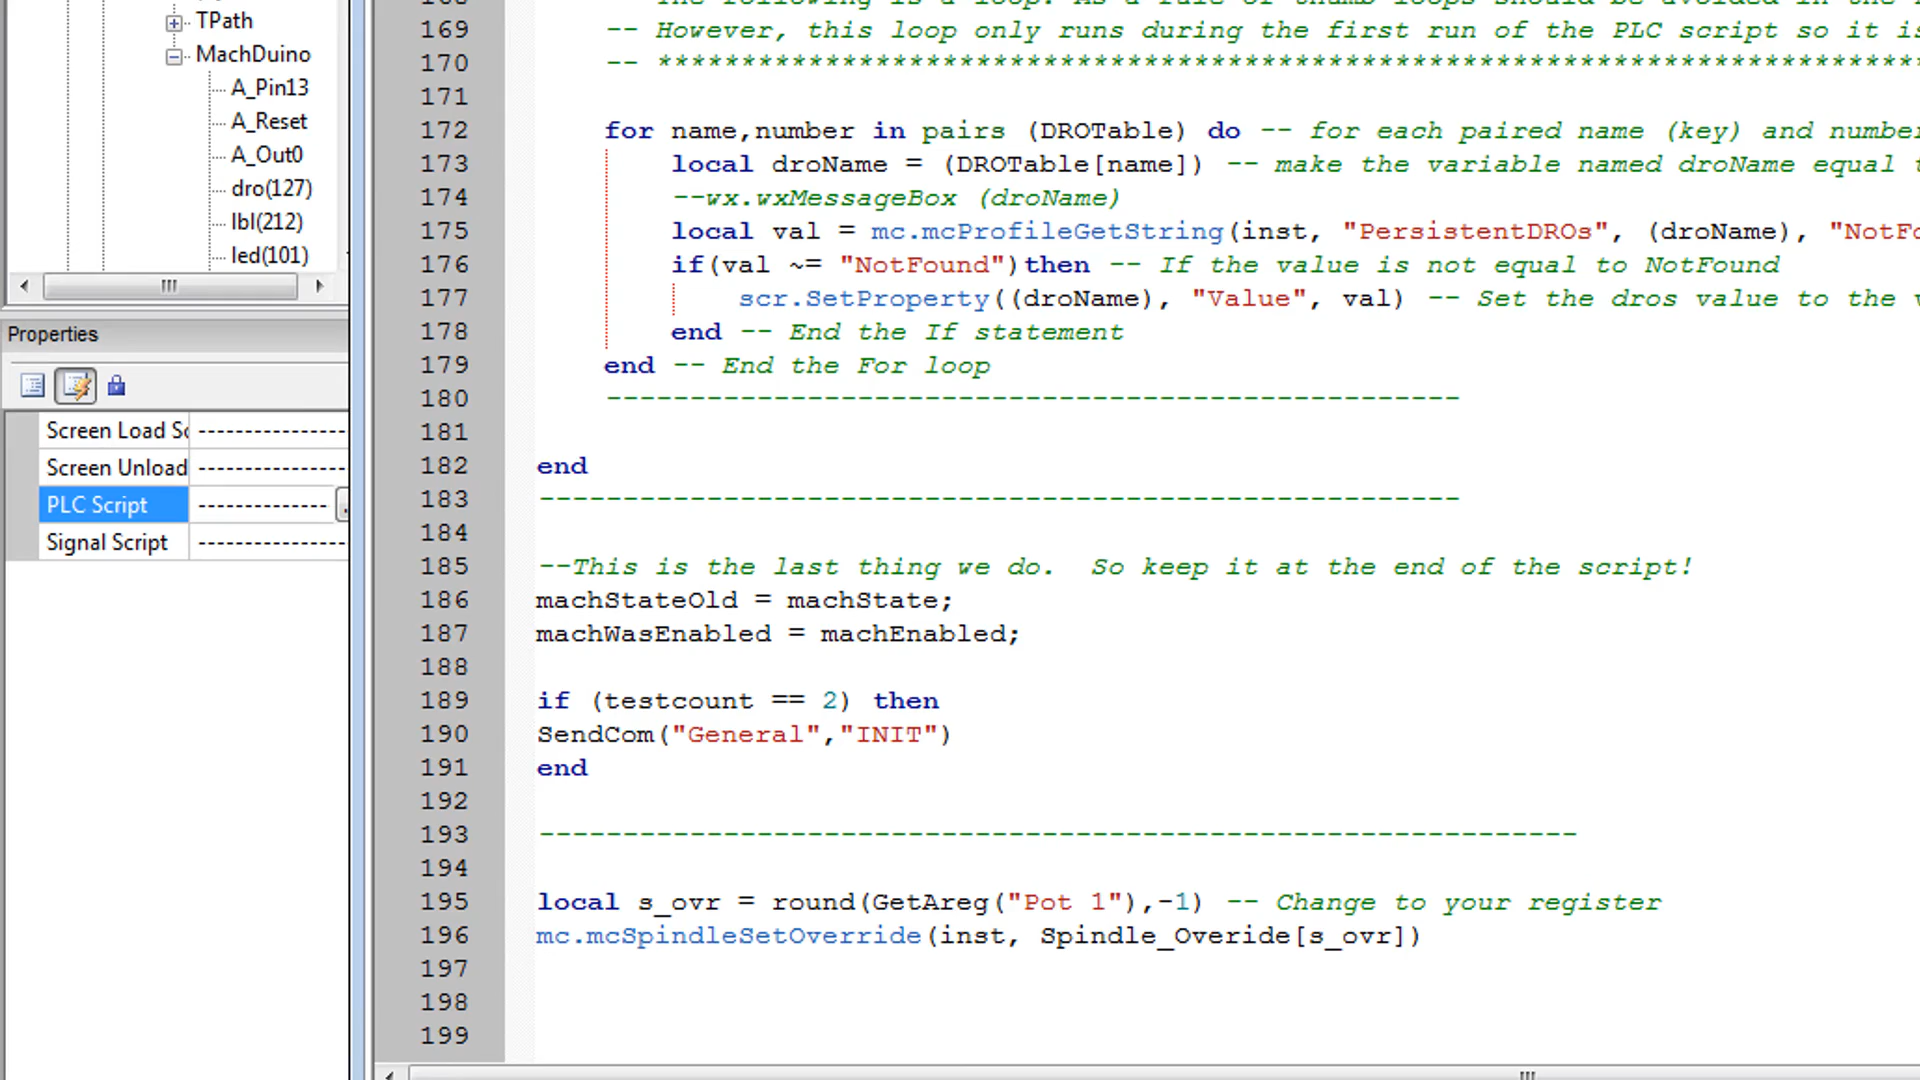 TPath
MachDuino
A_Pin13
A_Reset
A_Out0
dro(127)
lbl(212)
led(101)
Properties
Screen Load Sc
Screen Unload
PLC Script
Signal Script
169 -- However, this loop only runs during the first run of the PLC script so it is
170 -- ***************************************************************************
171
172 for name,number in pairs (DROTable) do -- for each paired name (key) and number
173 local droName = (DROTable[name]) -- make the variable named droName equal t
174 --wx.wxMessageBox (droName)
175 local val = mc.mcProfileGetString(inst, "PersistentDROs", (droName), "NotFo
176 if(val ~= "NotFound")then -- If the value is not equal to NotFound
177 scr.SetProperty((droName), "Value", val) -- Set the dros value to the v
178 end -- End the If statement
179 end -- End the For loop
180 ---------------------------------------------------
181
182 end
183 -------------------------------------------------------
184
185 --This is the last thing we do.  So keep it at the end of the script!
186 machStateOld = machState;
187 machWasEnabled = machEnabled;
188
189 if (testcount == 2) then
190 SendCom("General","INIT")
191 end
192
193 --------------------------------------------------------------
194
195 local s_ovr = round(GetAreg("Pot 1"),-1) -- Change to your register
196 mc.mcSpindleSetOverride(inst, Spindle_Overide[s_ovr])
197
198
199